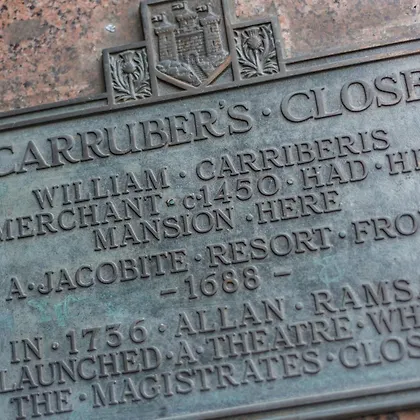 CARRUBER'S · CLOSE
WILLIAM · CARRIBERIS
MERCHANT · c1450 · HAD · HI
MANSION · HERE
A · JACOBITE · RESORT · FRO
– 1688 –
IN · 1736 · ALLAN · RAMS
LAUNCHED · A · THEATRE · WH
THE · MAGISTRATES · CLOS